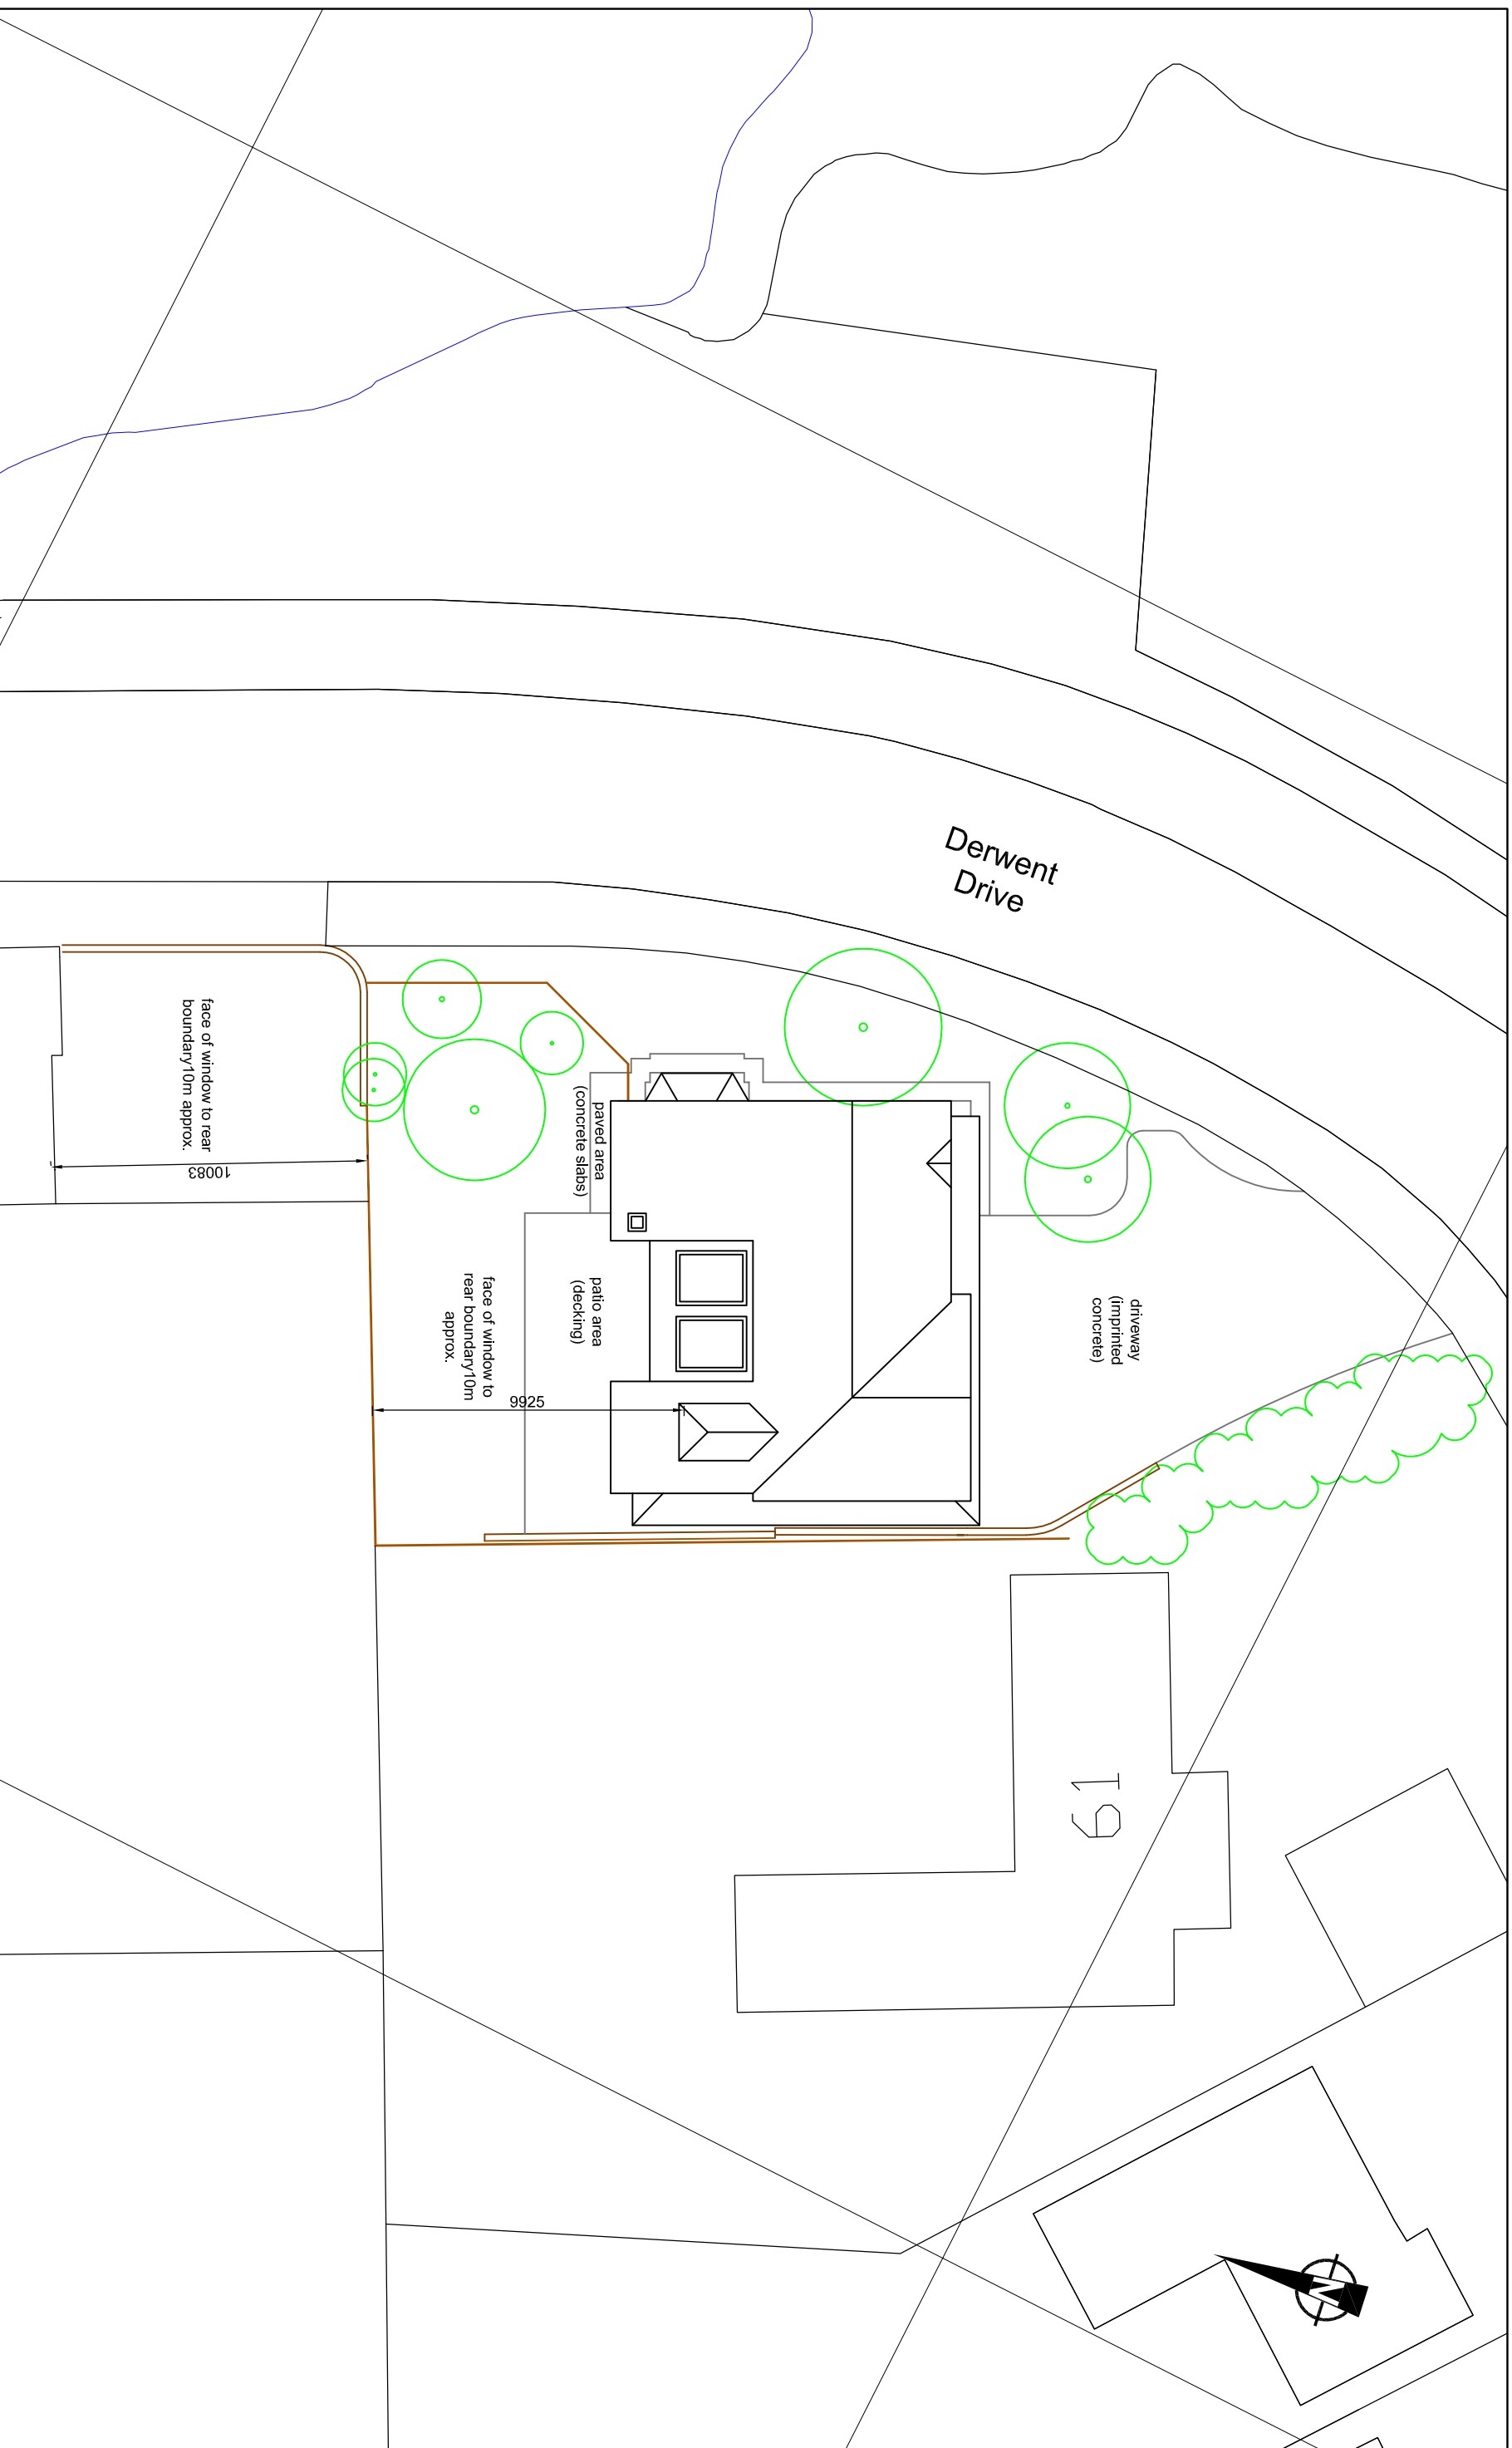 Derwent
Drive
face of window to rear
boundary10m approx.
10083
paved area
(concrete slabs)
patio area
(decking)
face of window to
rear boundary10m
approx.
9925
driveway
(imprinted
concrete)
61
N